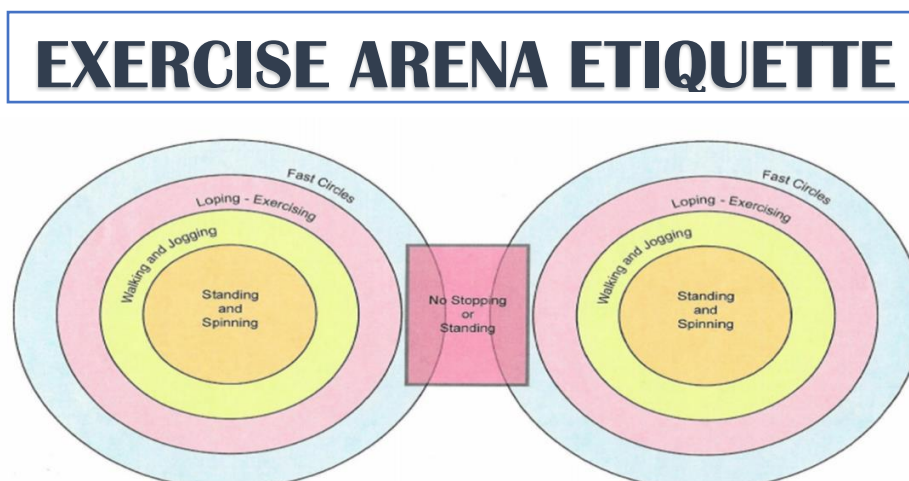 EXERCISE ARENA ETIQUETTE
Fast Circles
Loping - Exercising
Walking and Jogging
Standing
and
Spinning
No Stopping
or
Standing
Fast Circles
Loping - Exercising
Walking and Jogging
Standing
and
Spinning